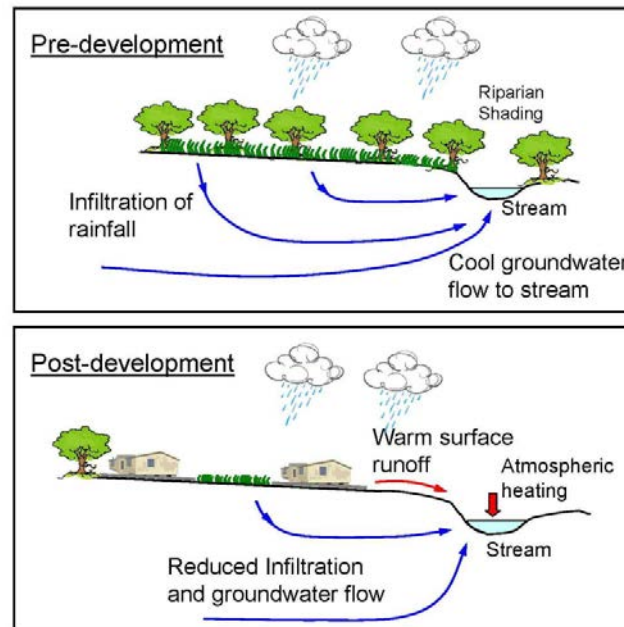 Pre-development
Riparian
Shading
Infiltration of
rainfall
Stream
Cool groundwater
flow to stream
Post-development
Warm surface
runoff
Atmospheric
heating
Stream
Reduced Infiltration
and groundwater flow